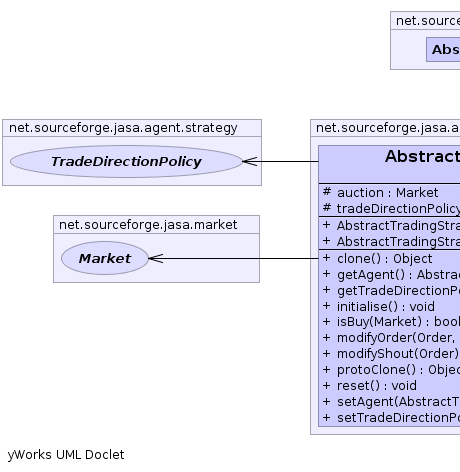 net.source
Abs
net.sourceforge.jasa.agent.strategy
TradeDirectionPolicy
net.sourceforge.jasa.market
Market
net.sourceforge.jasa.a
Abstract
# auction : Market
# tradeDirectionPolicy
+ AbstractTradingStra
+ AbstractTradingStra
+ clone() : Object
+ getAgent() : Abstrac
+ getTradeDirectionPo
+ initialise() : void
+ isBuy(Market) : bool
+ modifyOrder(Order,
+ modifyShout(Order)
+ protoClone() : Objec
+ reset() : void
+ setAgent(AbstractT
+ setTradeDirectionPo
yWorks UML Doclet